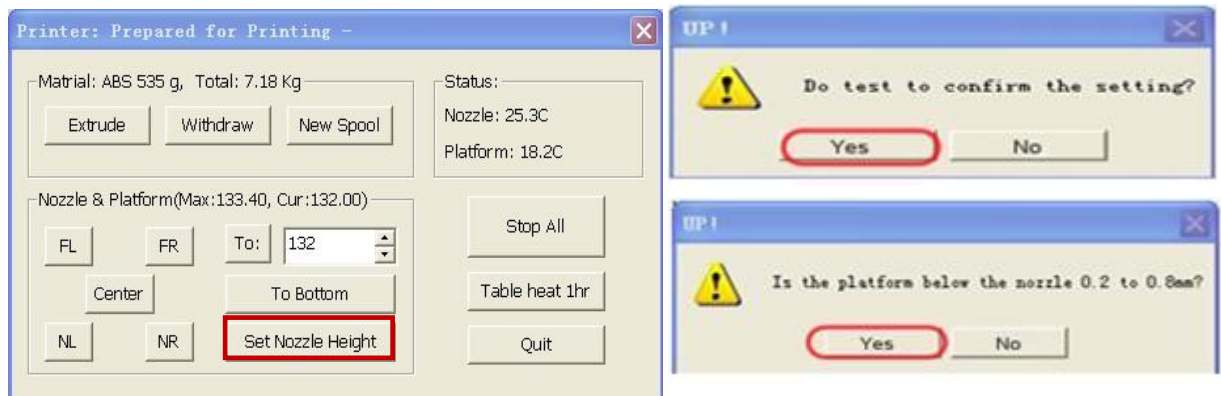 Printer: Prepared for Printing -
Matrial: ABS 535 g, Total: 7.18 Kg
Extrude Withdraw New Spool
Status:
Nozzle: 25.3C
Platform: 18.2C
Nozzle & Platform(Max:133.40, Cur:132.00)
FL FR To: 132
Center To Bottom
NL NR Set Nozzle Height
Stop All
Table heat 1hr
Quit
UP!
Do test to confirm the setting?
Yes No
UP!
Is the platform below the nozzle 0.2 to 0.8mm?
Yes No